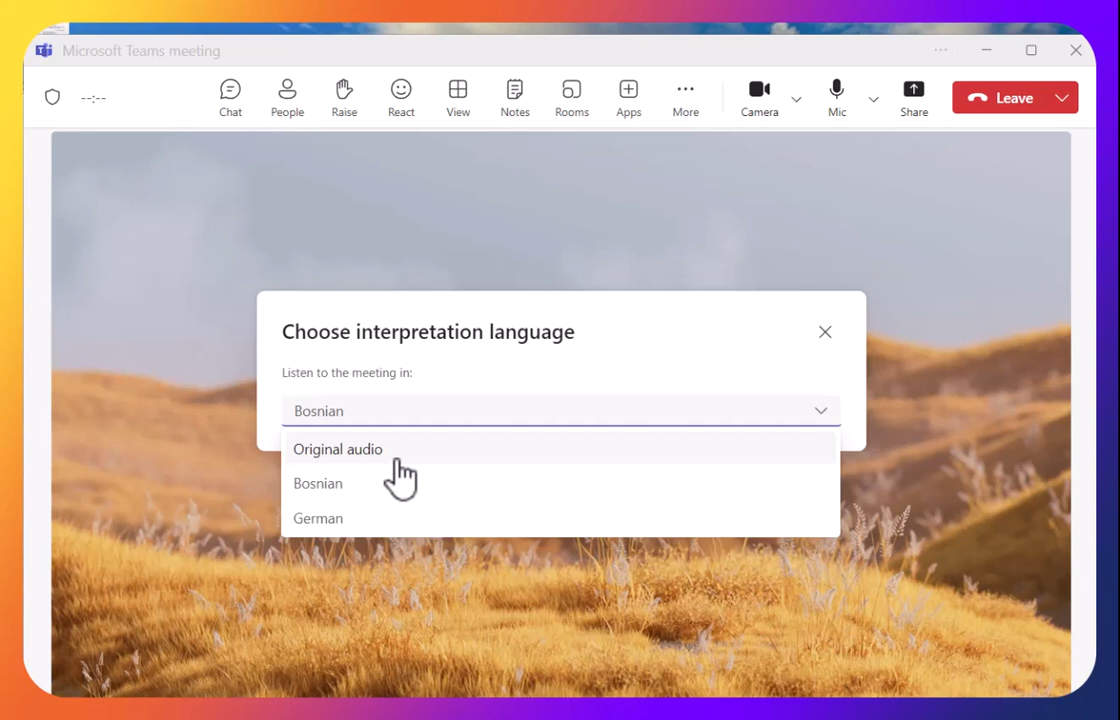 Microsoft Teams meeting
--:--
Chat
People
Raise
React
View
Notes
Rooms
Apps
More
Camera
Mic
Share
Leave
Choose interpretation language
Listen to the meeting in:
Bosnian
Original audio
Bosnian
German